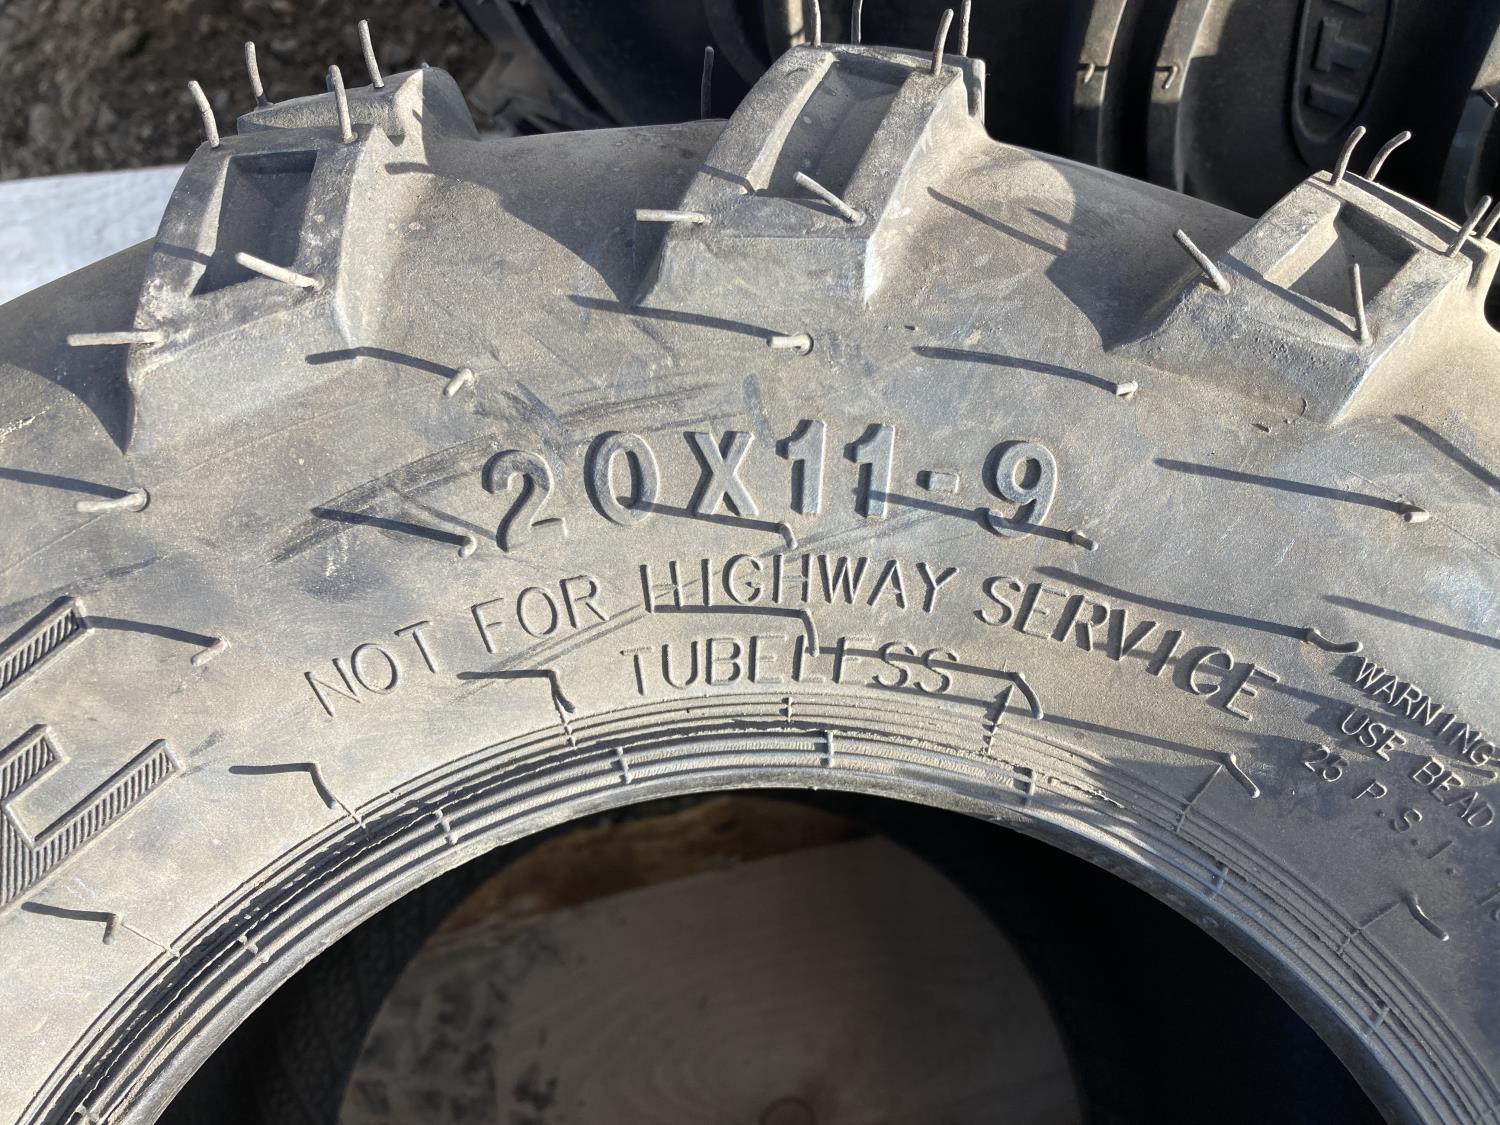 20X11-9
NOT FOR HIGHWAY SERVICE
TUBELESS
WARNING,
USE BEAD
25 P.S.I.